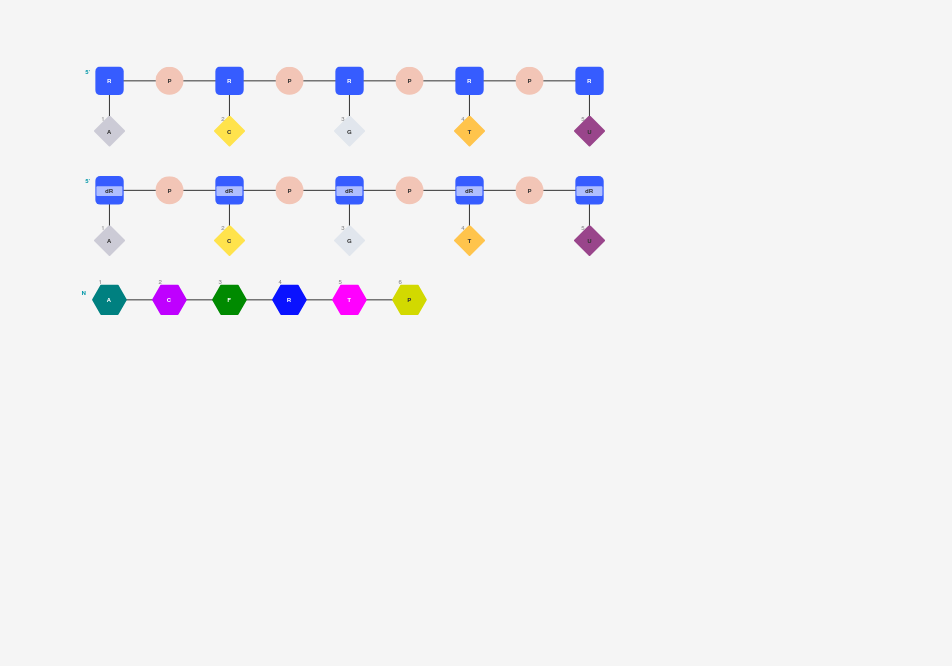 5' R P R P R P R P R
1 2 3 4 5
A C G T U
5' dR P dR P dR P dR P dR
1 2 3 4 5
A C G T U
1 2 3 4 5 6
N A C F R T P